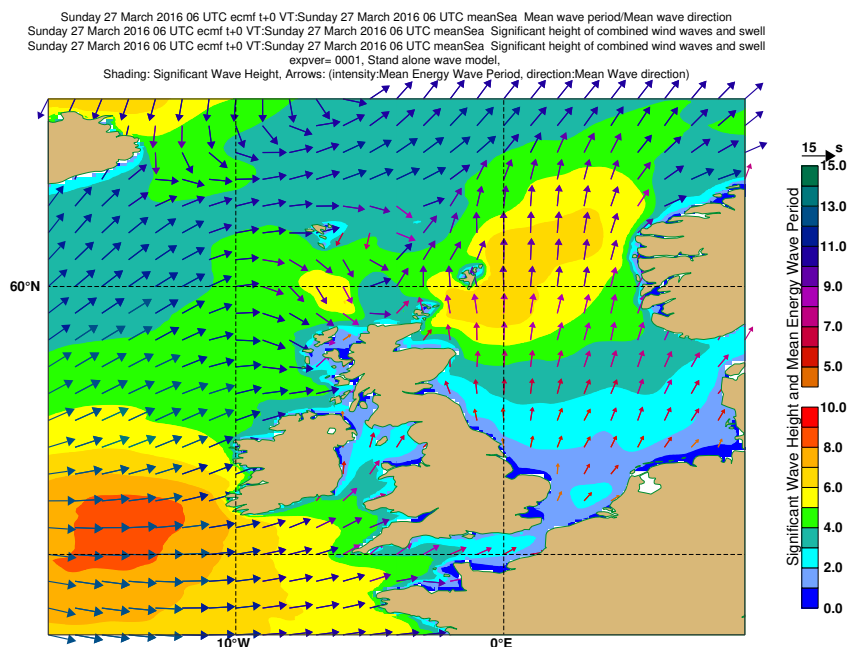 Sunday 27 March 2016 06 UTC ecmf t+0 VT:Sunday 27 March 2016 06 UTC meanSea Mean wave period/Mean wave direction
Sunday 27 March 2016 06 UTC ecmf t+0 VT:Sunday 27 March 2016 06 UTC meanSea Significant height of combined wind waves and swell
Sunday 27 March 2016 06 UTC ecmf t+0 VT:Sunday 27 March 2016 06 UTC meanSea Significant height of combined wind waves and swell
expver= 0001, Stand alone wave model,
Shading: Significant Wave Height, Arrows: (intensity:Mean Energy Wave Period, direction:Mean Wave direction)
15 s
15.0
13.0
11.0
9.0
7.0
5.0
10.0
8.0
6.0
4.0
2.0
0.0
Significant Wave Height and Mean Energy Wave Period
60°N
10°W
0°E